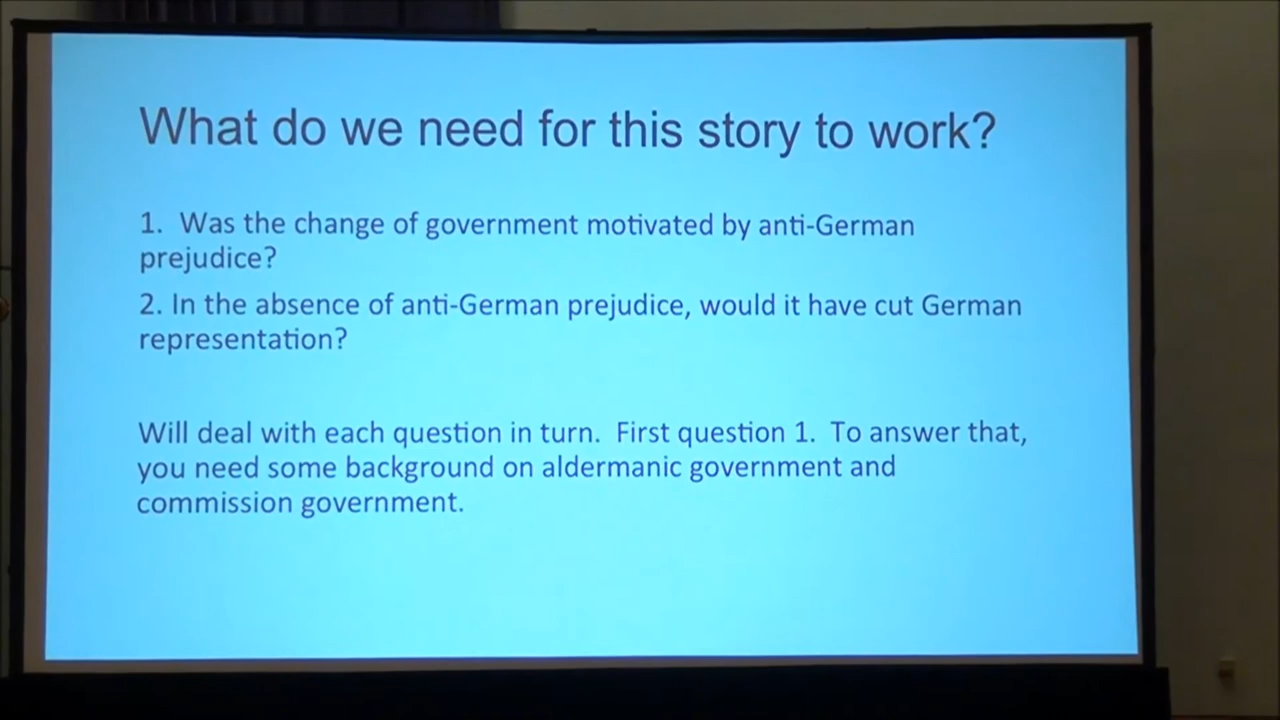 What do we need for this story to work?
1. Was the change of government motivated by anti-German
prejudice?
2. In the absence of anti-German prejudice, would it have cut German
representation?
Will deal with each question in turn. First question 1. To answer that,
you need some background on aldermanic government and
commission government.